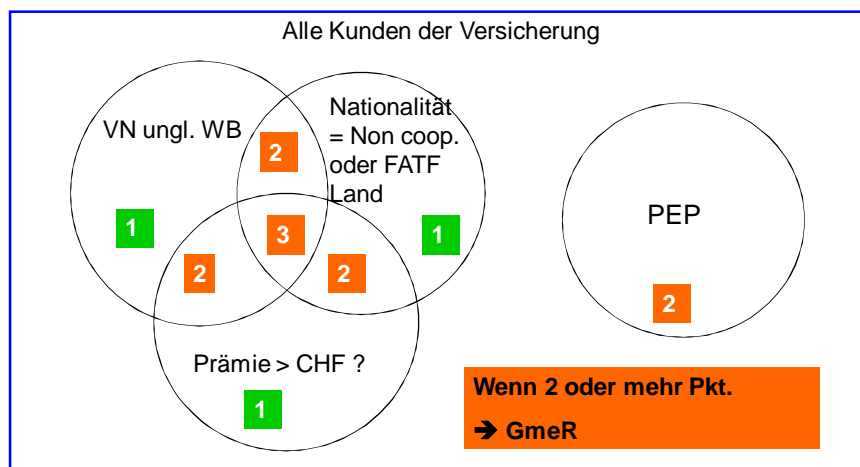 Alle Kunden der Versicherung
VN ungl. WB
Nationalität
= Non coop.
oder FATF
Land
2
1
3
1
2
2
PEP
2
Prämie > CHF ?
1
Wenn 2 oder mehr Pkt.
➔ GmeR